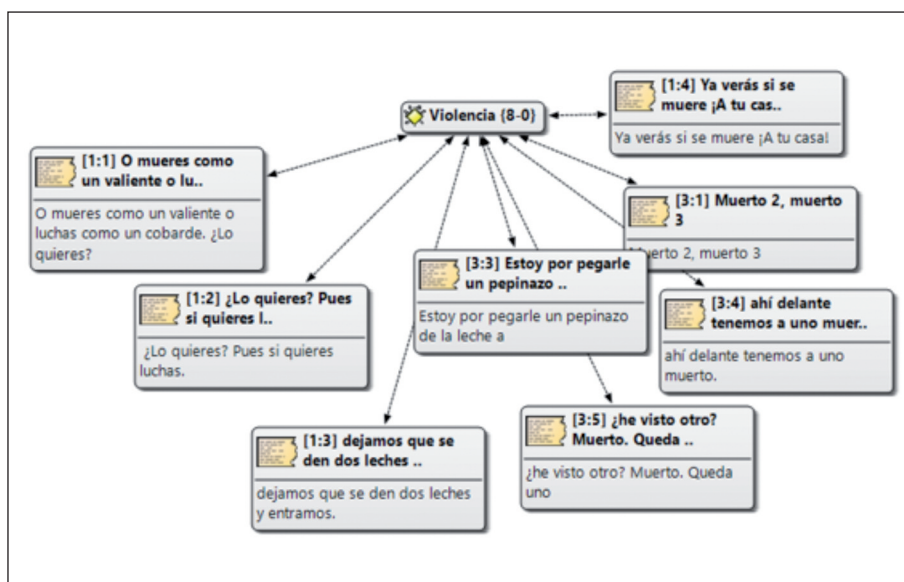 Violencia {8-0}
[1:4] Ya verás si se
muere ¡A tu cas..
Ya verás si se muere ¡A tu casa!
[1:1] O mueres como
un valiente o lu..
O mueres como un valiente o
luchas como un cobarde. ¿Lo
quieres?
[3:1] Muerto 2, muerto
3
Muerto 2, muerto 3
[3:3] Estoy por pegarle
un pepinazo ..
Estoy por pegarle un pepinazo
de la leche a
[1:2] ¿Lo quieres? Pues
si quieres l..
¿Lo quieres? Pues si quieres
luchas.
[3:4] ahí delante
tenemos a uno muer..
ahí delante tenemos a uno
muerto.
[1:3] dejamos que se
den dos leches ..
dejamos que se den dos leches
y entramos.
[3:5] ¿he visto otro?
Muerto. Queda ..
¿he visto otro? Muerto. Queda
uno